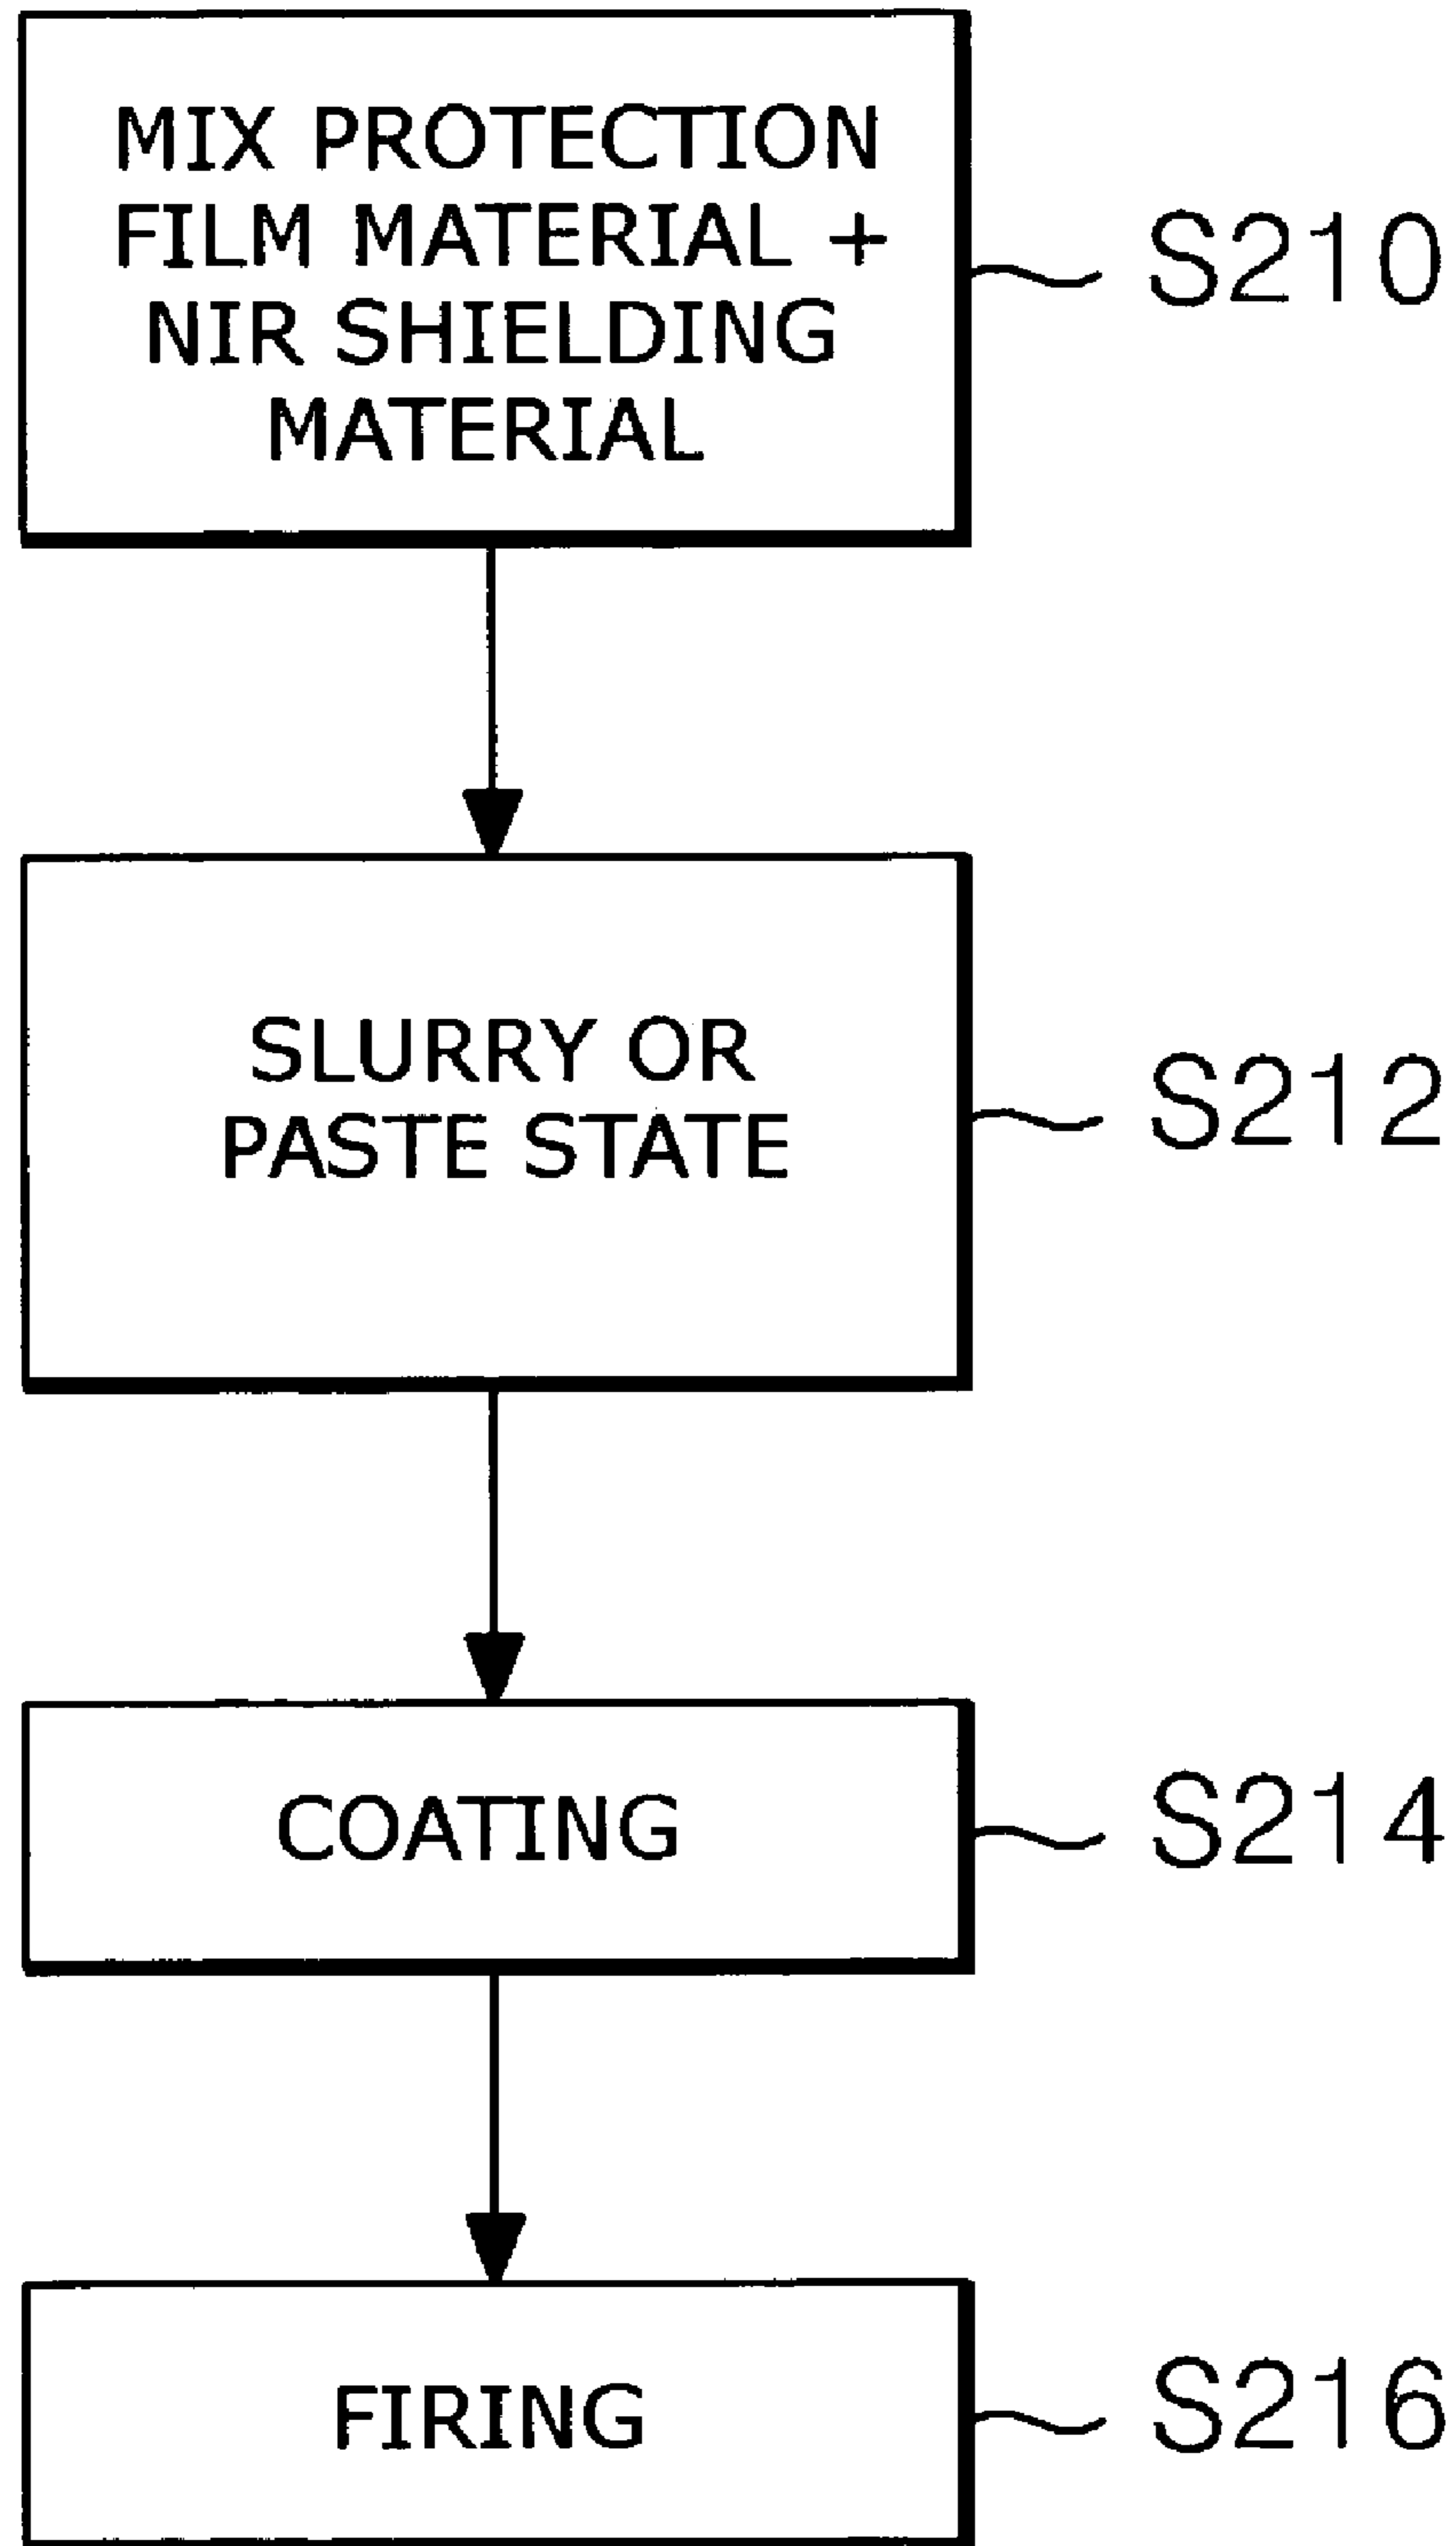 MIX PROTECTION
FILM MATERIAL +
NIR SHIELDING
MATERIAL
S210
SLURRY OR
PASTE STATE
S212
COATING
S214
FIRING
S216